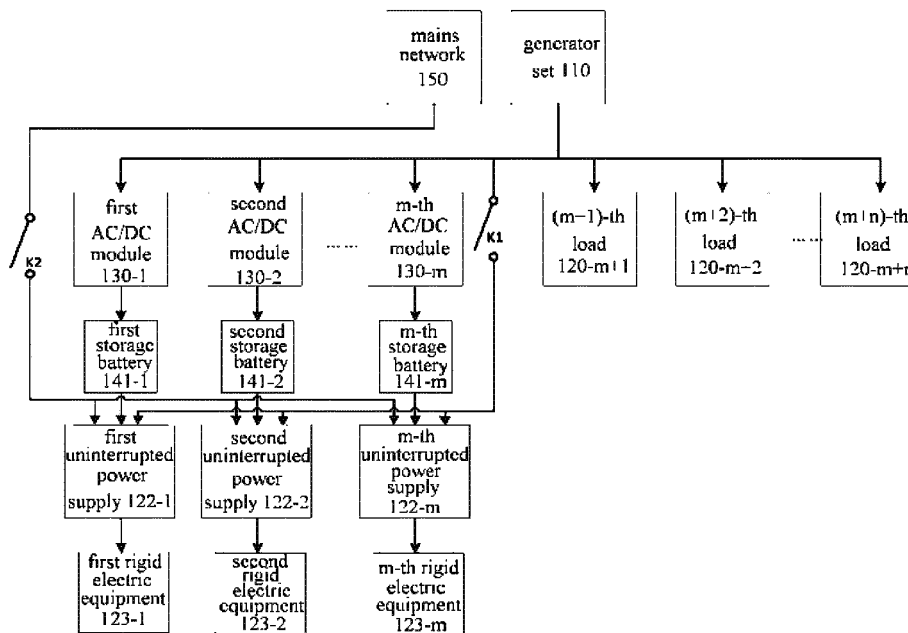 mains
network
150
generator
set 110
first
AC/DC
module
130-1
second
AC/DC
module
130-2
......
m-th
AC/DC
module
130-m
K1
K2
(m−1)-th
load
120-m+1
(m+2)-th
load
120-m−2
......
(m+n)-th
load
120-m+n
first
storage
battery
141-1
second
storage
battery
141-2
m-th
storage
battery
141-m
first
uninterrupted
power
supply 122-1
second
uninterrupted
power
supply 122-2
m-th
uninterrupted
power
supply
122-m
first rigid
electric
equipment
123-1
second rigid
electric
equipment
123-2
m-th rigid
electric
equipment
123-m